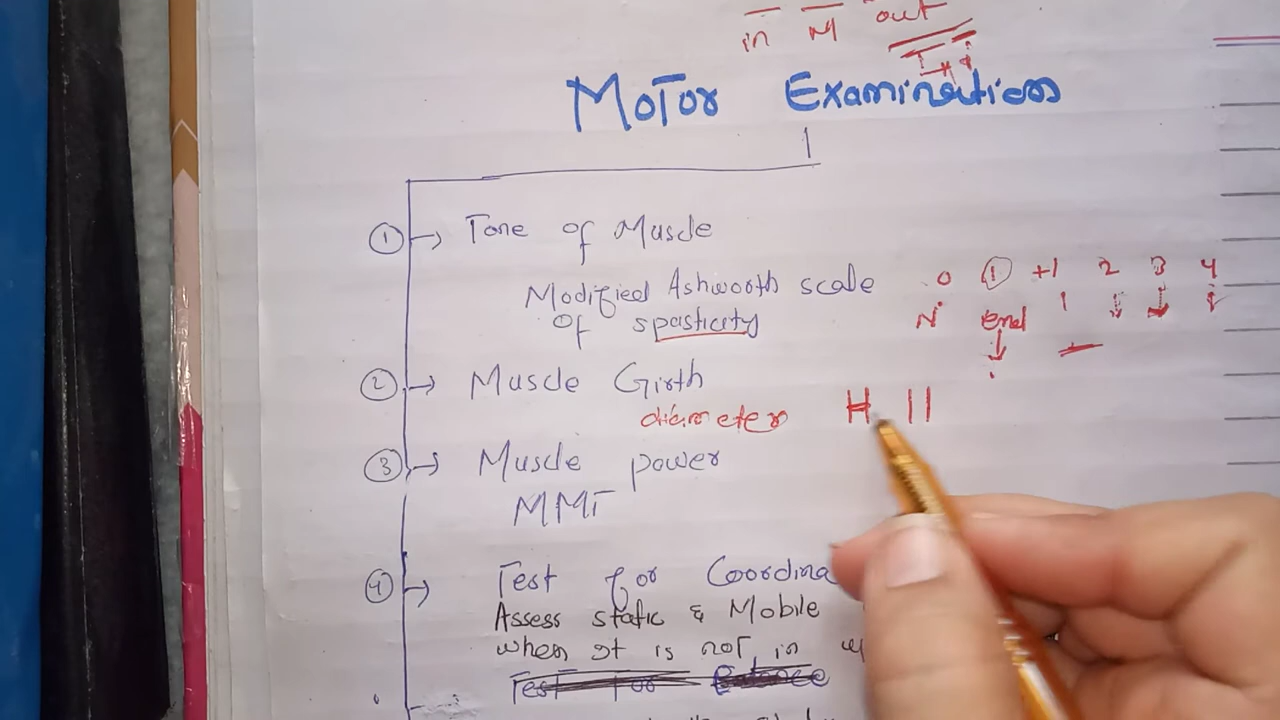 in M out
Motor Examination
① → Tone of Muscle
Modified Ashworth scale
of spasticity
0 ① +1 2 3 4
N end 1
② → Muscle Girth
diameter
③ → Muscle power
MMT
④ → Test for Coordina
Assess static & Mobile
when It is not in
Test for